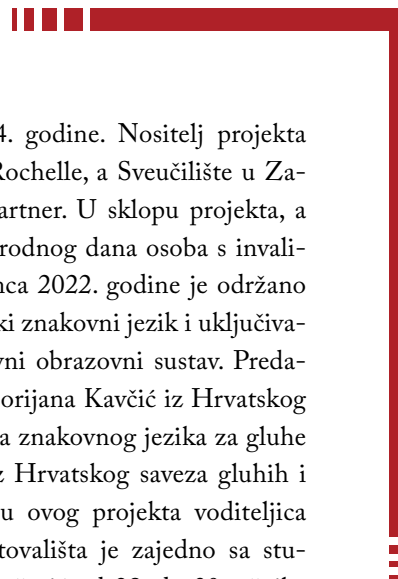 4. godine. Nositelj projekta
Rochelle, a Sveučilište u Za-
artner. U sklopu projekta, a
rodnog dana osoba s invali-
nca 2022. godine je održano
ki znakovni jezik i uključiva-
vni obrazovni sustav. Preda-
orijana Kavčić iz Hrvatskog
a znakovnog jezika za gluhe
z Hrvatskog saveza gluhih i
u ovog projekta voditeljica
tovališta je zajedno sa stu-